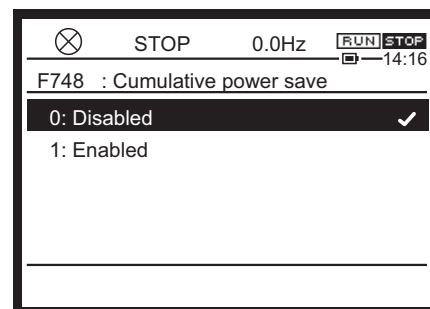 STOP 0.0Hz RUN STOP
14:16
F748 : Cumulative power save
0: Disabled
1: Enabled